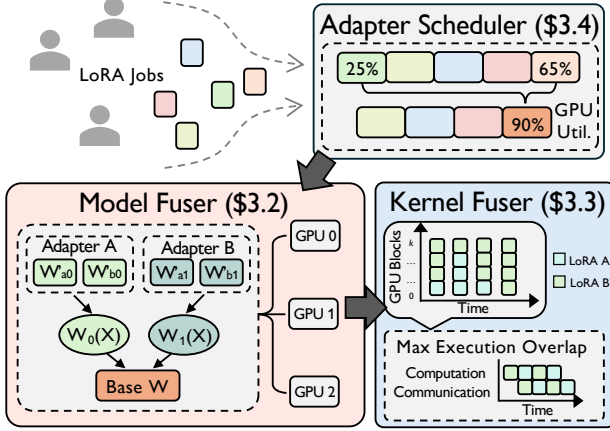 Adapter Scheduler ($3.4)
LoRA Jobs
25%
65%
90%
GPU
Util.
Model Fuser ($3.2)
Adapter A
Adapter B
W'a0
W'b0
W'a1
W'b1
W0(X)
W1(X)
Base W
GPU 0
GPU 1
GPU 2
Kernel Fuser ($3.3)
GPU Blocks
k
...
...
0
Time
LoRA A
LoRA B
Max Execution Overlap
Computation
Communication
Time